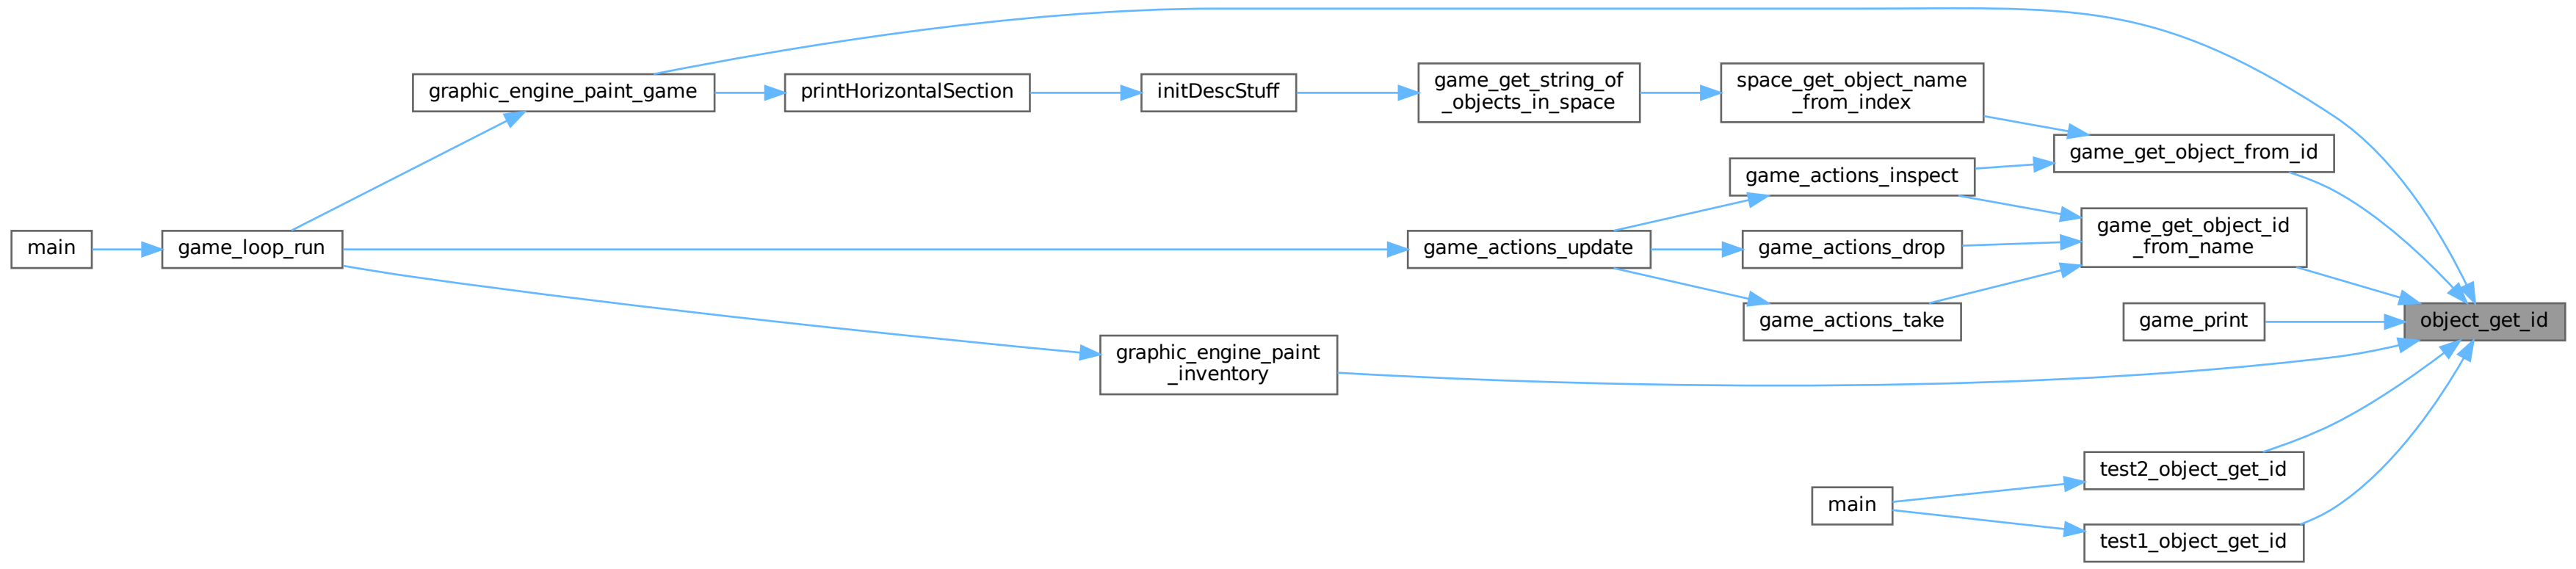 graphic_engine_paint_game
printHorizontalSection
initDescStuff
game_get_string_of
_objects_in_space
space_get_object_name
_from_index
game_get_object_from_id
game_actions_inspect
game_get_object_id
_from_name
main
game_loop_run
game_actions_update
game_actions_drop
game_actions_take
game_print
object_get_id
graphic_engine_paint
_inventory
test2_object_get_id
main
test1_object_get_id